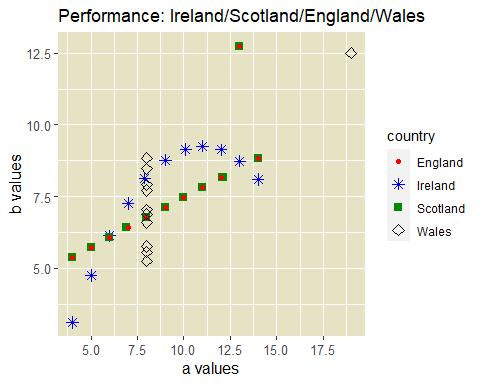 Performance: Ireland/Scotland/England/Wales
12.5
10.0
7.5
5.0
b values
5.0 7.5 10.0 12.5 15.0 17.5
a values
country
England
Ireland
Scotland
Wales